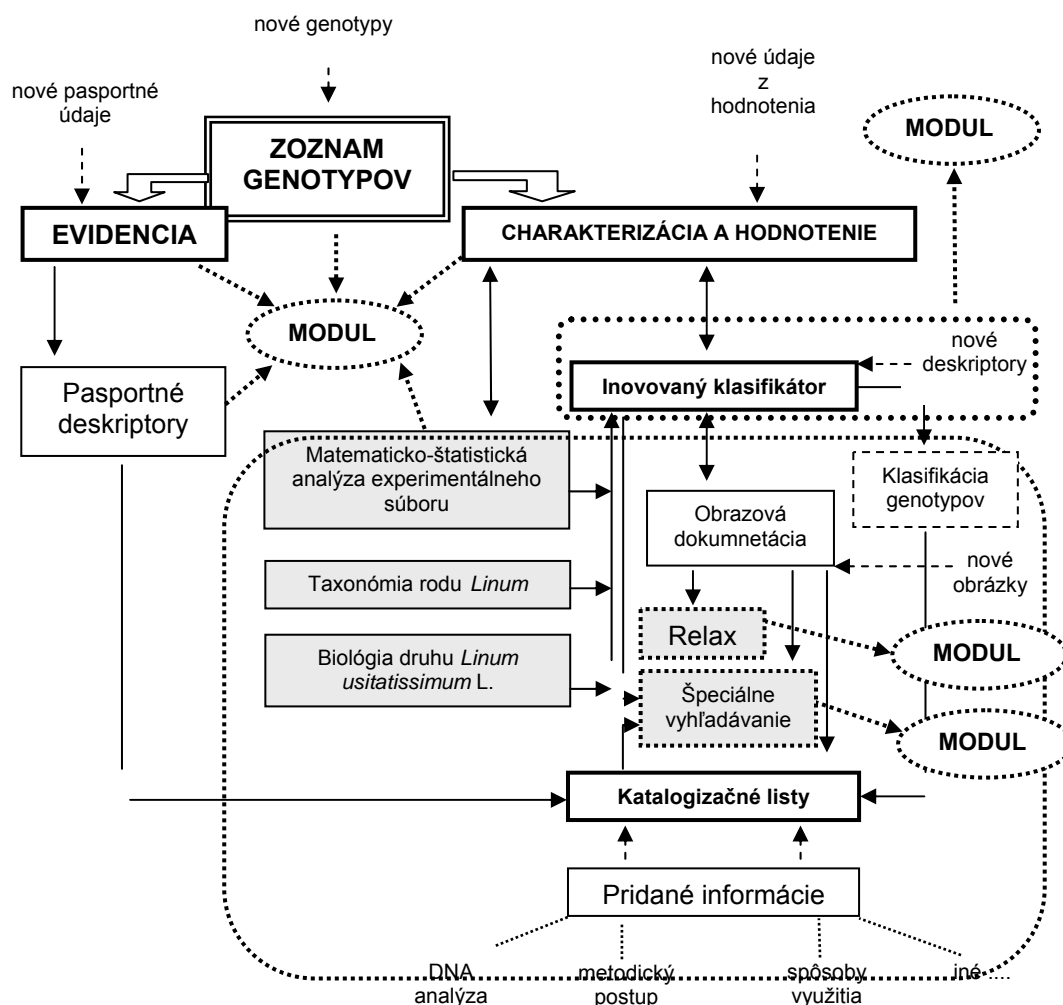 nové genotypy
nové pasportné
údaje
nové údaje
z
hodnotenia
MODUL
ZOZNAM
GENOTYPOV
EVIDENCIA
CHARAKTERIZÁCIA A HODNOTENIE
MODUL
nové
deskriptory
Inovovaný klasifikátor
Pasportné
deskriptory
Matematicko-štatistická
analýza experimentálneho
súboru
Klasifikácia
genotypov
Obrazová
dokumnetácia
nové
obrázky
Taxonómia rodu Linum
Relax
MODUL
Biológia druhu Linum
usitatissimum L.
Špeciálne
vyhľadávanie
MODUL
Katalogizačné listy
Pridané informácie
DNA
analýza
metodický
postup
spôsoby
využitia
iné ....